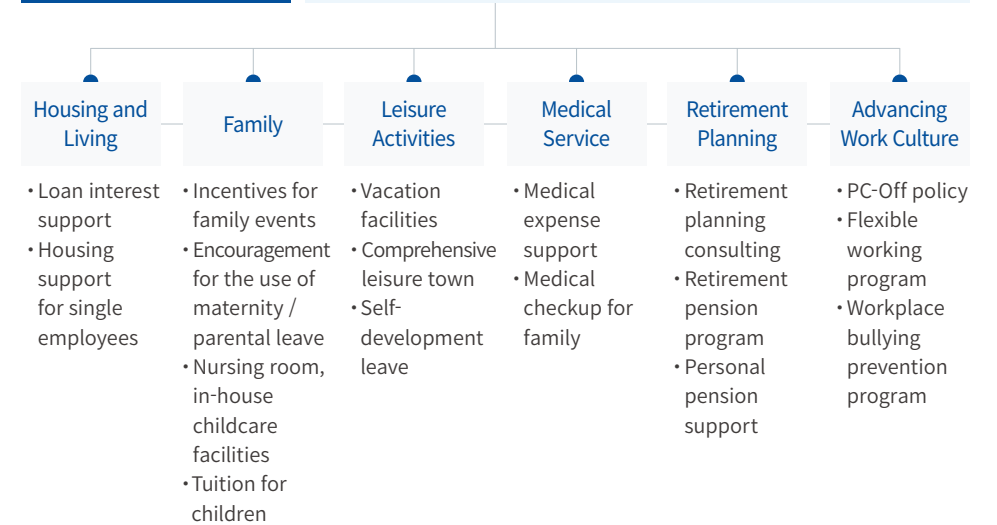 Housing and
Living
Family
Leisure
Activities
Medical
Service
Retirement
Planning
Advancing
Work Culture
・Loan interest
support
・Housing
support
for single
employees
・Incentives for
family events
・Encouragement
for the use of
maternity /
parental leave
・Nursing room,
in-house
childcare
facilities
・Tuition for
children
・Vacation
facilities
・Comprehensive
leisure town
・Self-
development
leave
・Medical
expense
support
・Medical
checkup for
family
・Retirement
planning
consulting
・Retirement
pension
program
・Personal
pension
support
・PC-Off policy
・Flexible
working
program
・Workplace
bullying
prevention
program